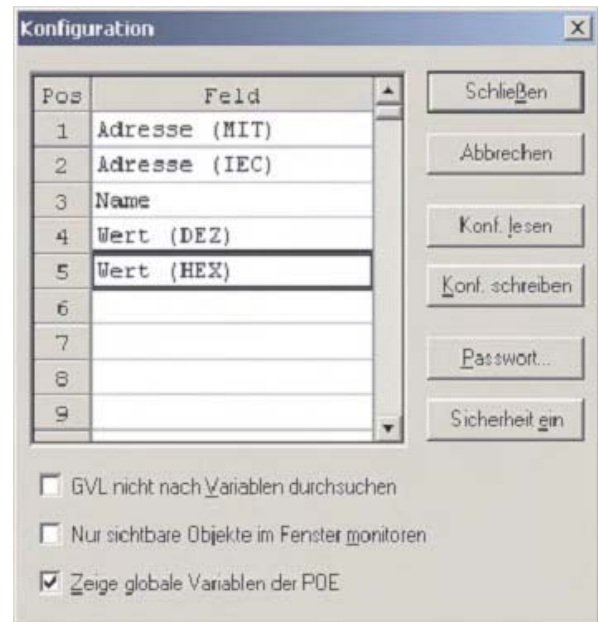 Konfiguration
Pos Feld
1 Adresse (MIT)
2 Adresse (IEC)
3 Name
4 Wert (DEZ)
5 Wert (HEX)
6
7
8
9
Schließen
Abbrechen
Konf. lesen
Konf. schreiben
Passwort...
Sicherheit ein
GVL nicht nach Variablen durchsuchen
Nur sichtbare Objekte im Fenster monitoren
Zeige globale Variablen der POE